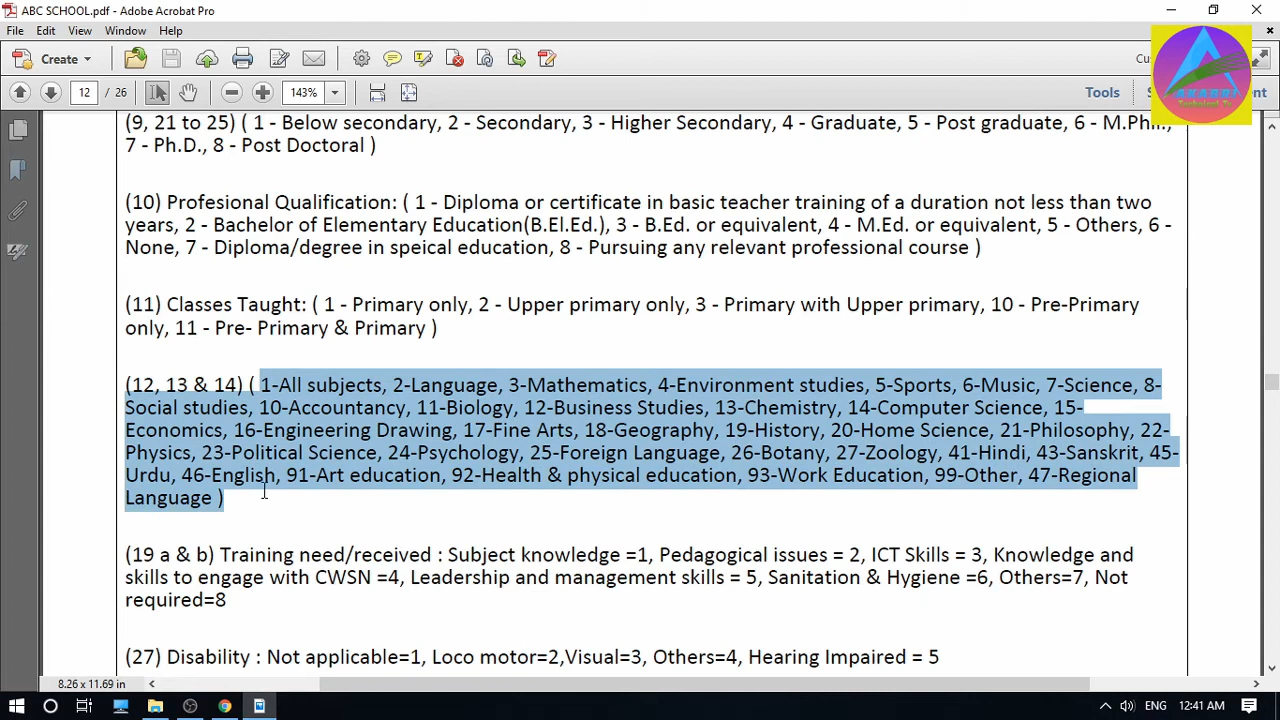 ABC SCHOOL.pdf - Adobe Acrobat Pro
File Edit View Window Help
Create
12 / 26 143% Tools
(9, 21 to 25) ( 1 - Below secondary, 2 - Secondary, 3 - Higher Secondary, 4 - Graduate, 5 - Post graduate, 6 - M.Phil.,
7 - Ph.D., 8 - Post Doctoral )
(10) Profesional Qualification: ( 1 - Diploma or certificate in basic teacher training of a duration not less than two
years, 2 - Bachelor of Elementary Education(B.El.Ed.), 3 - B.Ed. or equivalent, 4 - M.Ed. or equivalent, 5 - Others, 6 -
None, 7 - Diploma/degree in speical education, 8 - Pursuing any relevant professional course )
(11) Classes Taught: ( 1 - Primary only, 2 - Upper primary only, 3 - Primary with Upper primary, 10 - Pre-Primary
only, 11 - Pre- Primary & Primary )
(12, 13 & 14) ( 1-All subjects, 2-Language, 3-Mathematics, 4-Environment studies, 5-Sports, 6-Music, 7-Science, 8-
Social studies, 10-Accountancy, 11-Biology, 12-Business Studies, 13-Chemistry, 14-Computer Science, 15-
Economics, 16-Engineering Drawing, 17-Fine Arts, 18-Geography, 19-History, 20-Home Science, 21-Philosophy, 22-
Physics, 23-Political Science, 24-Psychology, 25-Foreign Language, 26-Botany, 27-Zoology, 41-Hindi, 43-Sanskrit, 45-
Urdu, 46-English, 91-Art education, 92-Health & physical education, 93-Work Education, 99-Other, 47-Regional
Language )
(19 a & b) Training need/received : Subject knowledge =1, Pedagogical issues = 2, ICT Skills = 3, Knowledge and
skills to engage with CWSN =4, Leadership and management skills = 5, Sanitation & Hygiene =6, Others=7, Not
required=8
(27) Disability : Not applicable=1, Loco motor=2,Visual=3, Others=4, Hearing Impaired = 5
8.26 x 11.69 in
ENG 12:41 AM